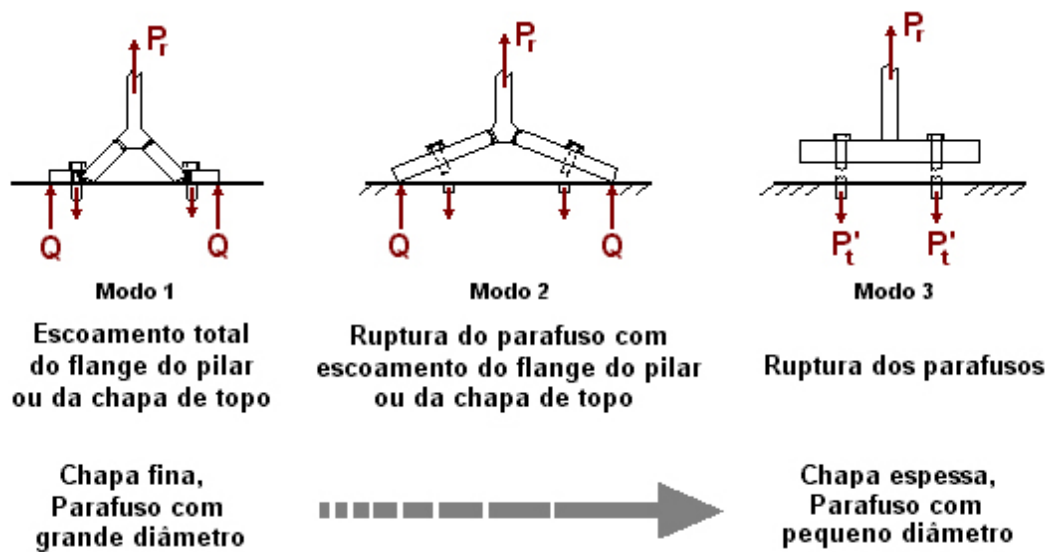 Pr
Pr
Pr
Q
Q
Q
Q
Pt'
Pt'
Modo 1
Modo 2
Modo 3
Escoamento total
do flange do pilar
ou da chapa de topo
Ruptura do parafuso com
escoamento do flange do pilar
ou da chapa de topo
Ruptura dos parafusos
Chapa fina,
Parafuso com
grande diâmetro
Chapa espessa,
Parafuso com
pequeno diâmetro